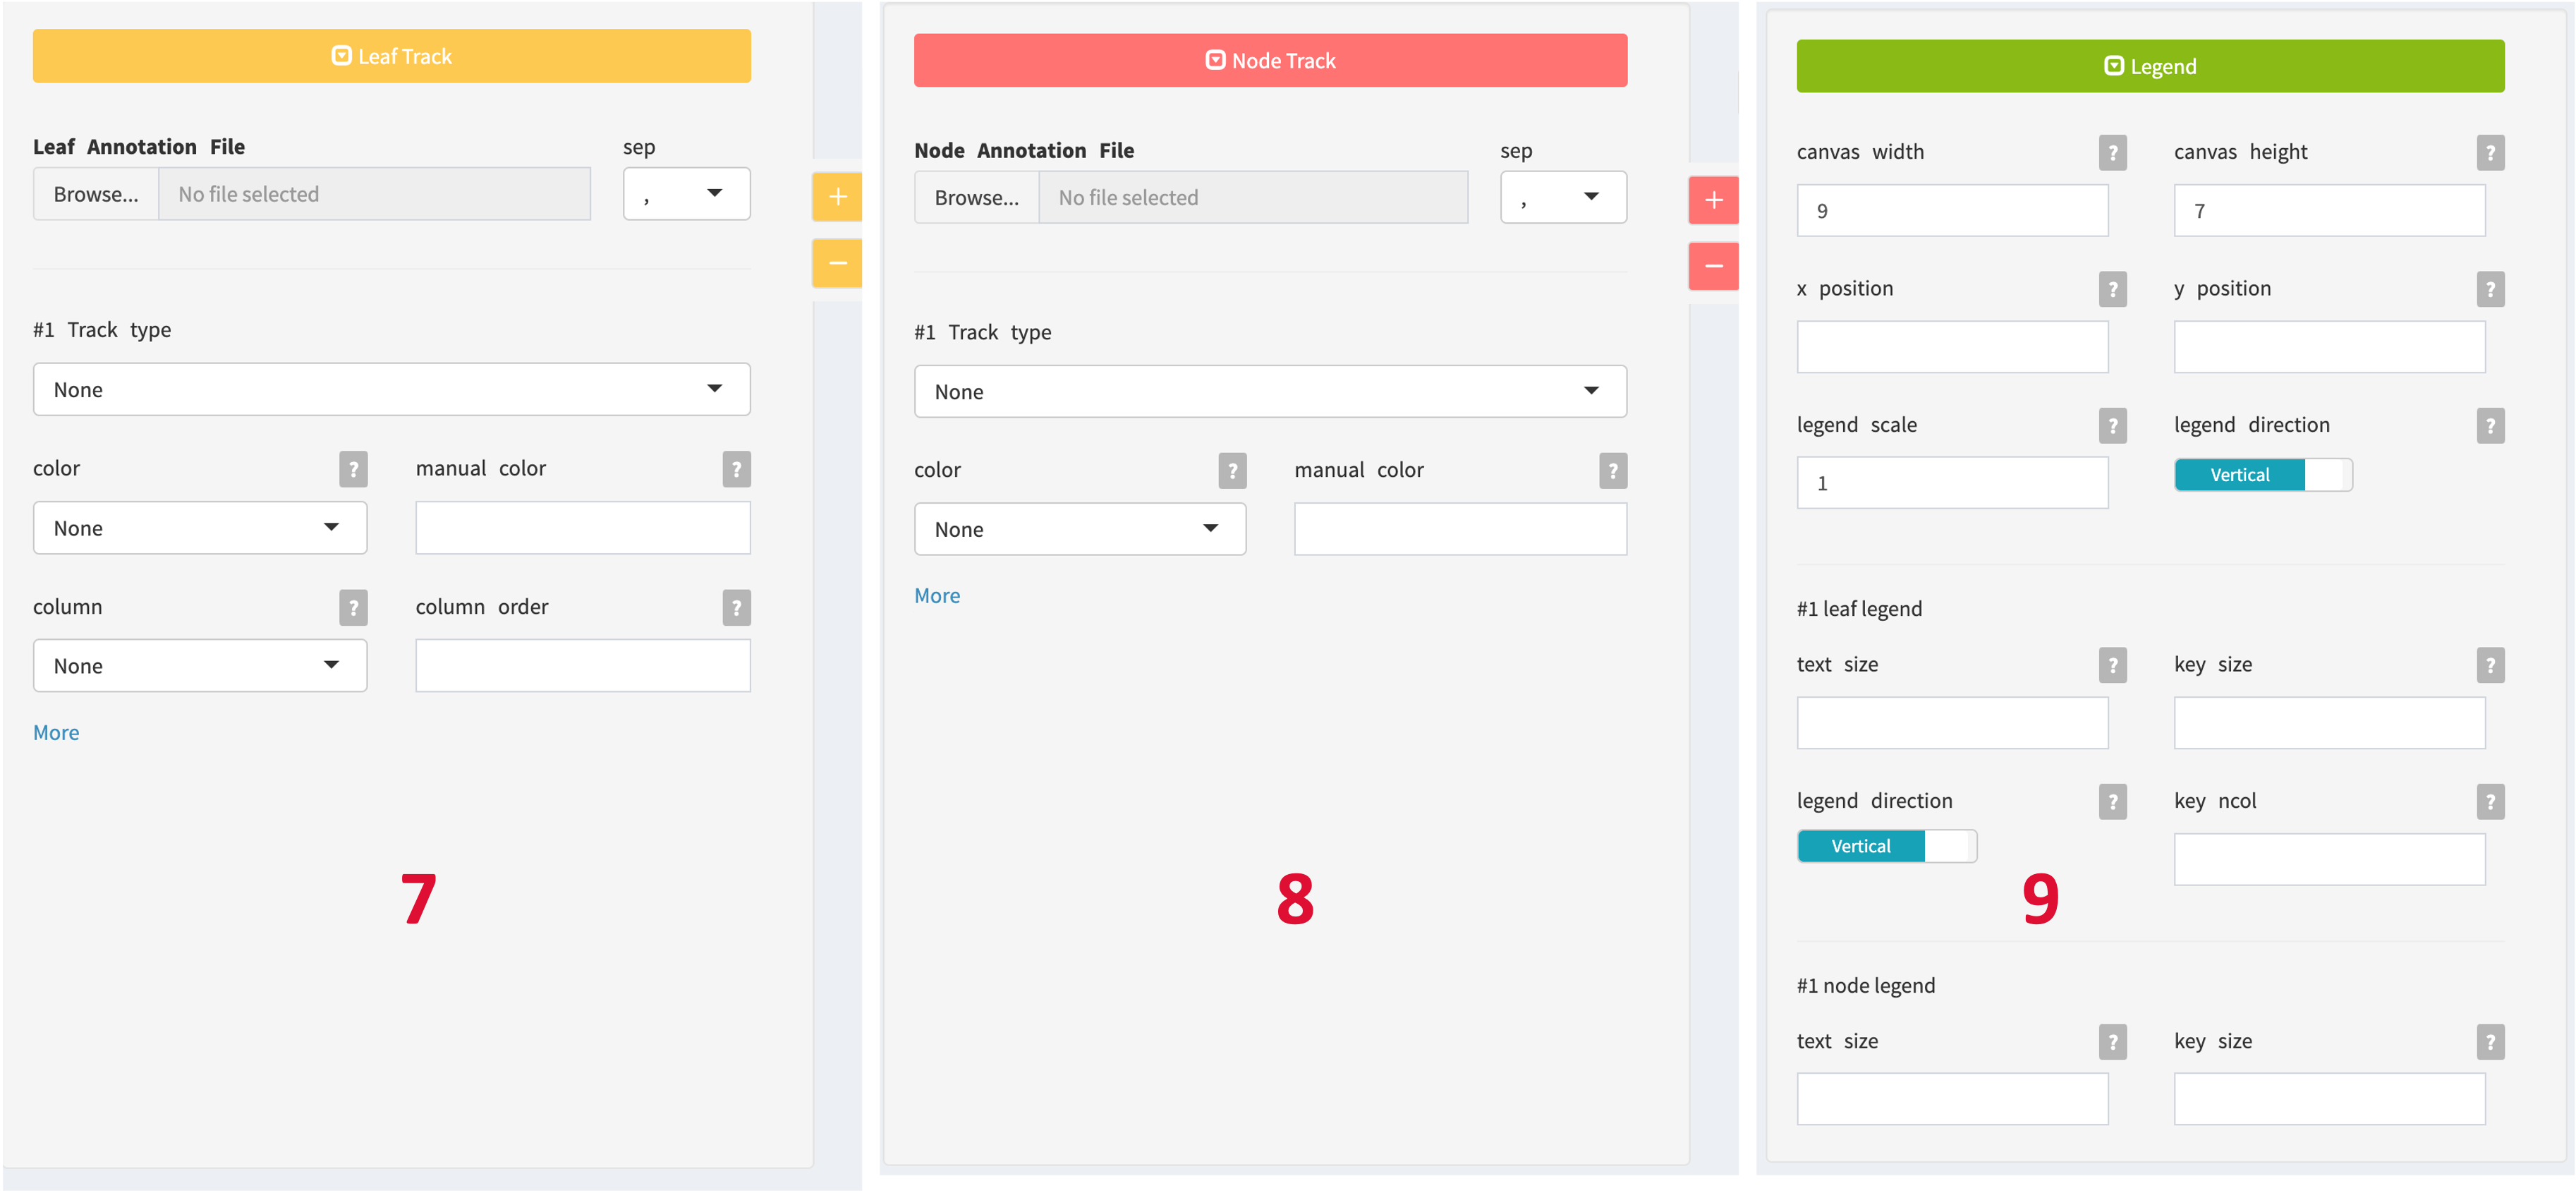 Leaf Track
Leaf Annotation File
sep
Browse...
No file selected
,
+
−
#1 Track type
None
color ?
manual color ?
None
column ?
column order ?
None
More
7
Node Track
Node Annotation File
sep
Browse...
No file selected
,
+
−
#1 Track type
None
color ?
manual color ?
None
More
8
Legend
canvas width ?
canvas height ?
9
7
x position ?
y position ?
legend scale ?
legend direction ?
1
Vertical
#1 leaf legend
text size ?
key size ?
legend direction ?
key ncol ?
Vertical
9
#1 node legend
text size ?
key size ?